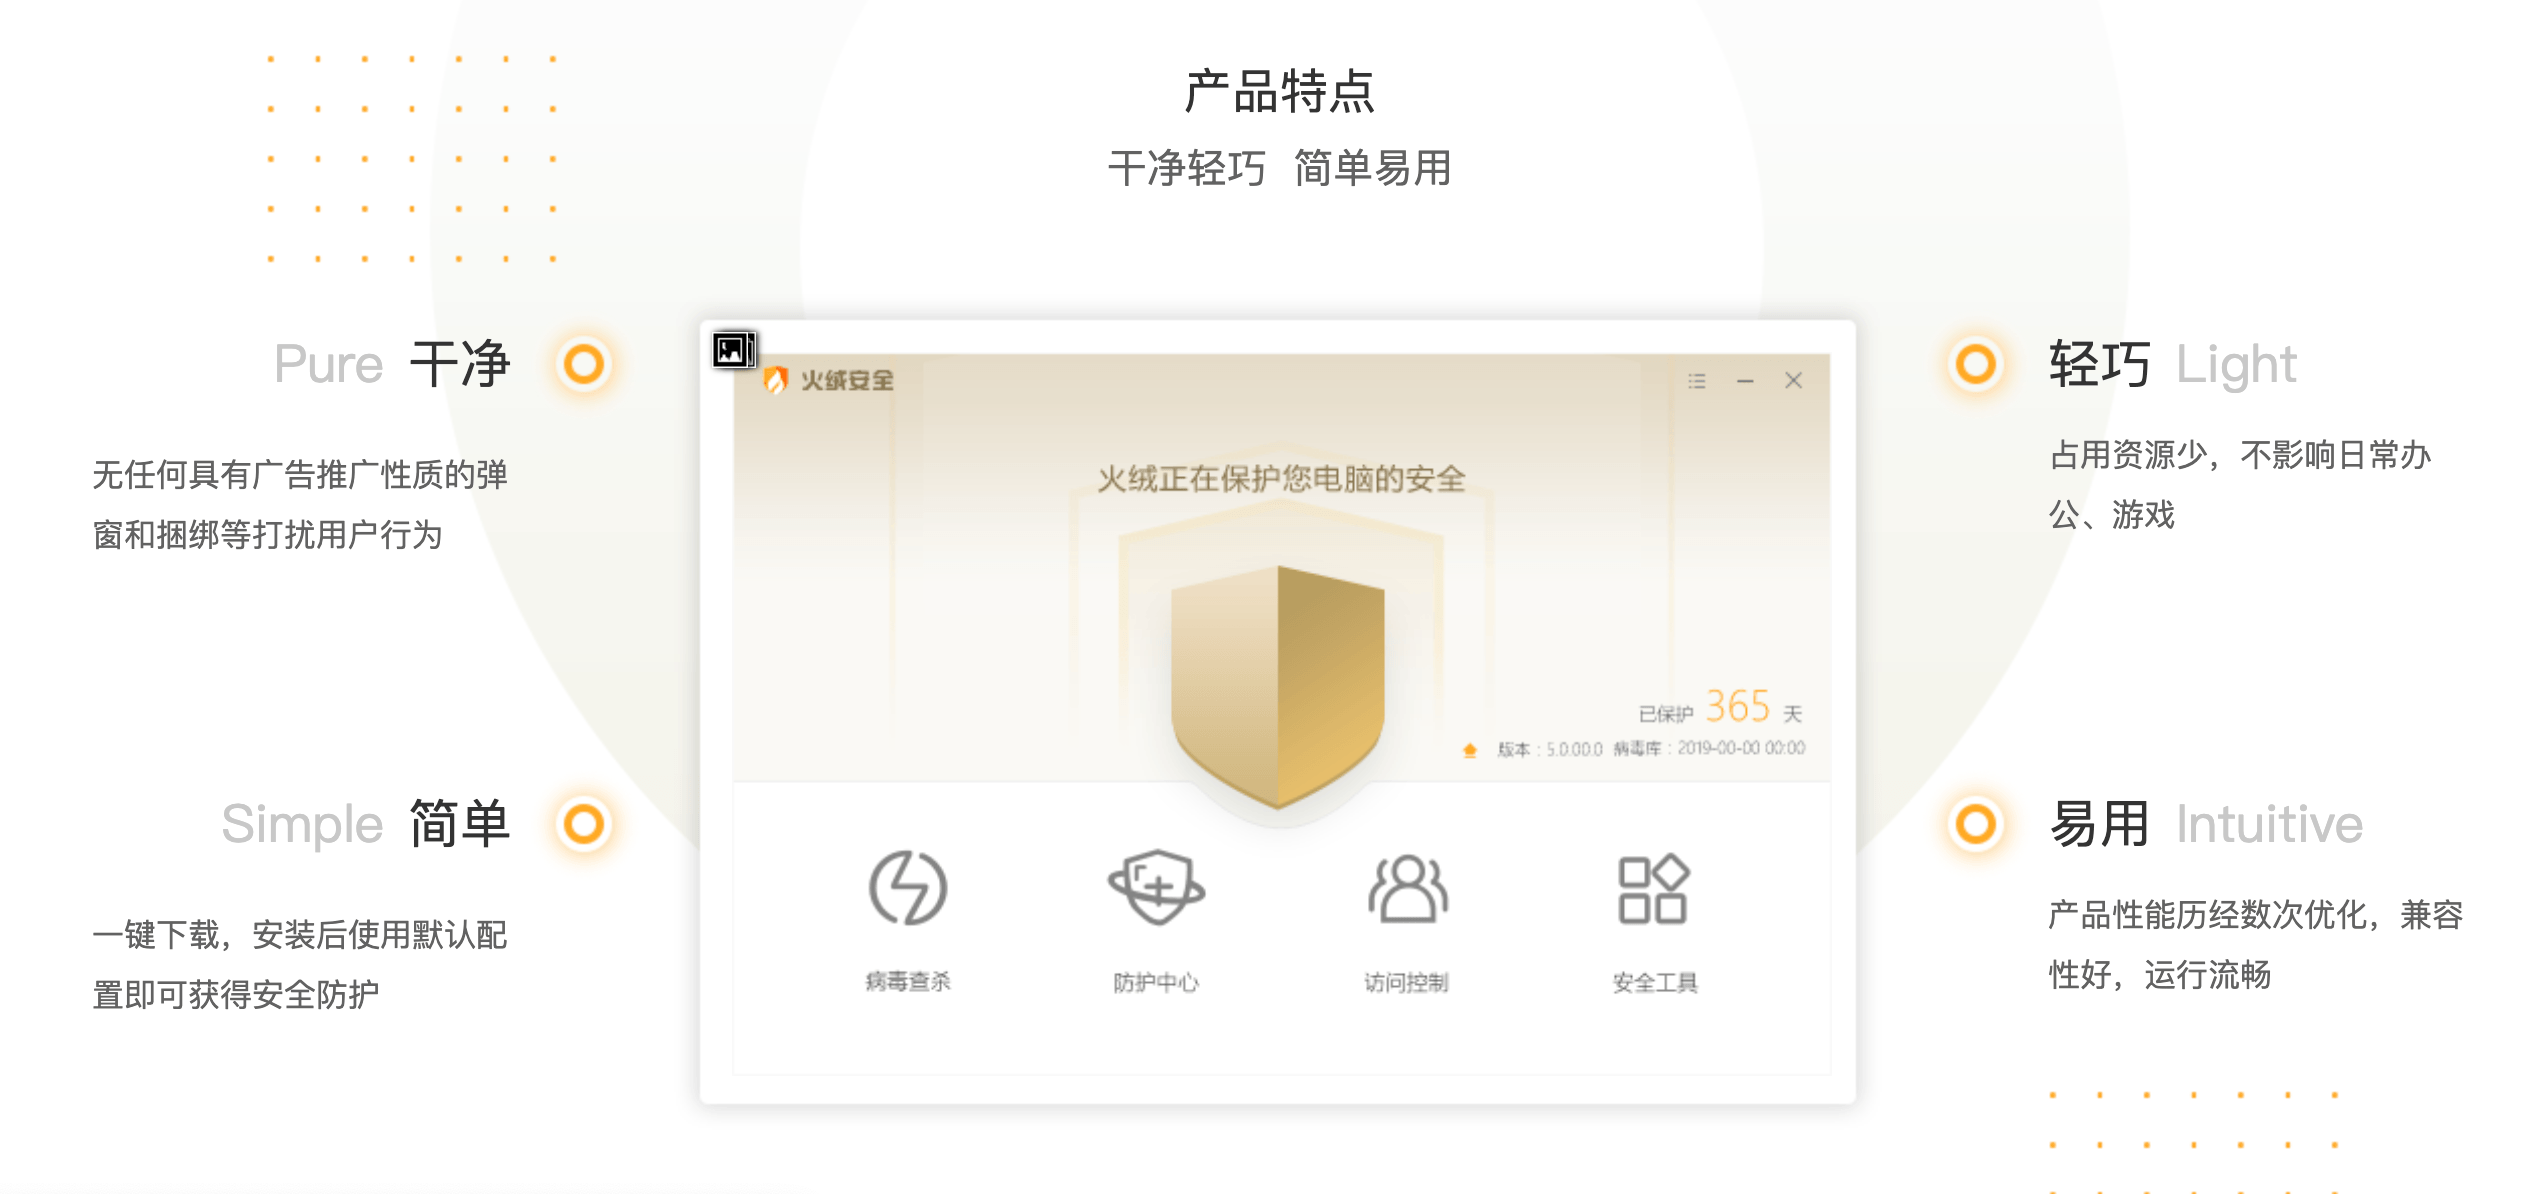 产品特点
干净轻巧 简单易用
Pure 干净
无任何具有广告推广性质的弹
窗和捆绑等打扰用户行为
Simple 简单
一键下载，安装后使用默认配
置即可获得安全防护
火绒安全
火绒正在保护您电脑的安全
已保护 365 天
版本：5.0.00.0 病毒库：2019-00-00 00:00
病毒查杀
防护中心
访问控制
安全工具
轻巧 Light
占用资源少，不影响日常办
公、游戏
易用 Intuitive
产品性能历经数次优化，兼容
性好，运行流畅